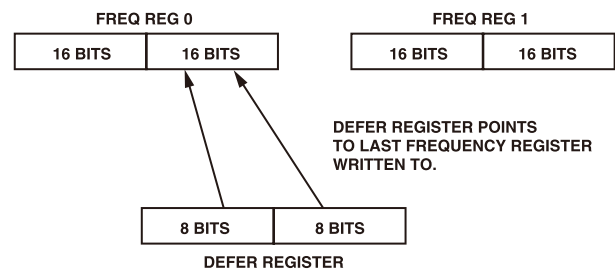 FREQ REG 0
FREQ REG 1
16 BITS
16 BITS
16 BITS
16 BITS
DEFER REGISTER POINTS
TO LAST FREQUENCY REGISTER
WRITTEN TO.
8 BITS
8 BITS
DEFER REGISTER